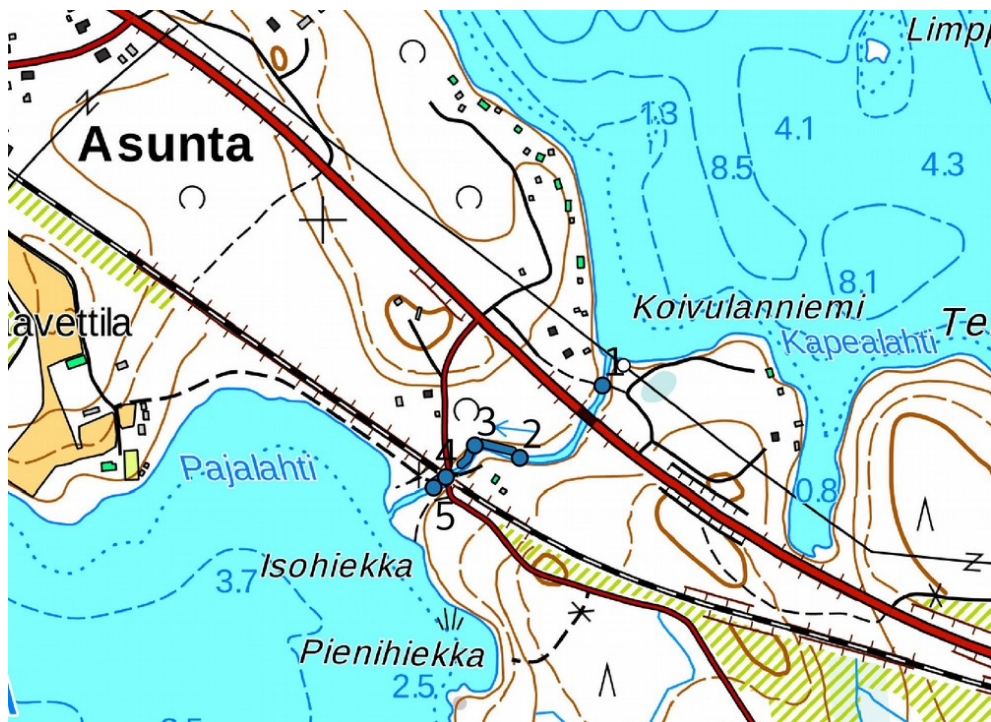 Limpp
1.3
4.1
8.5
4.3
Asunta
8.1
Koivulanniemi
avettila
Te
Kapealahti
1
3
2
4
Pajalahti
0.8
5
Isohiekka
3.7
Pienihiekka
2.5